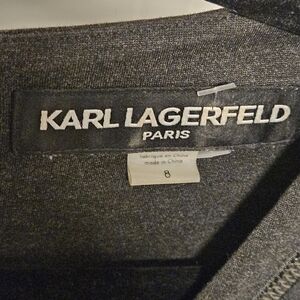 KARL LAGERFELD
PARIS
fabriqué en Chine
made in China
8